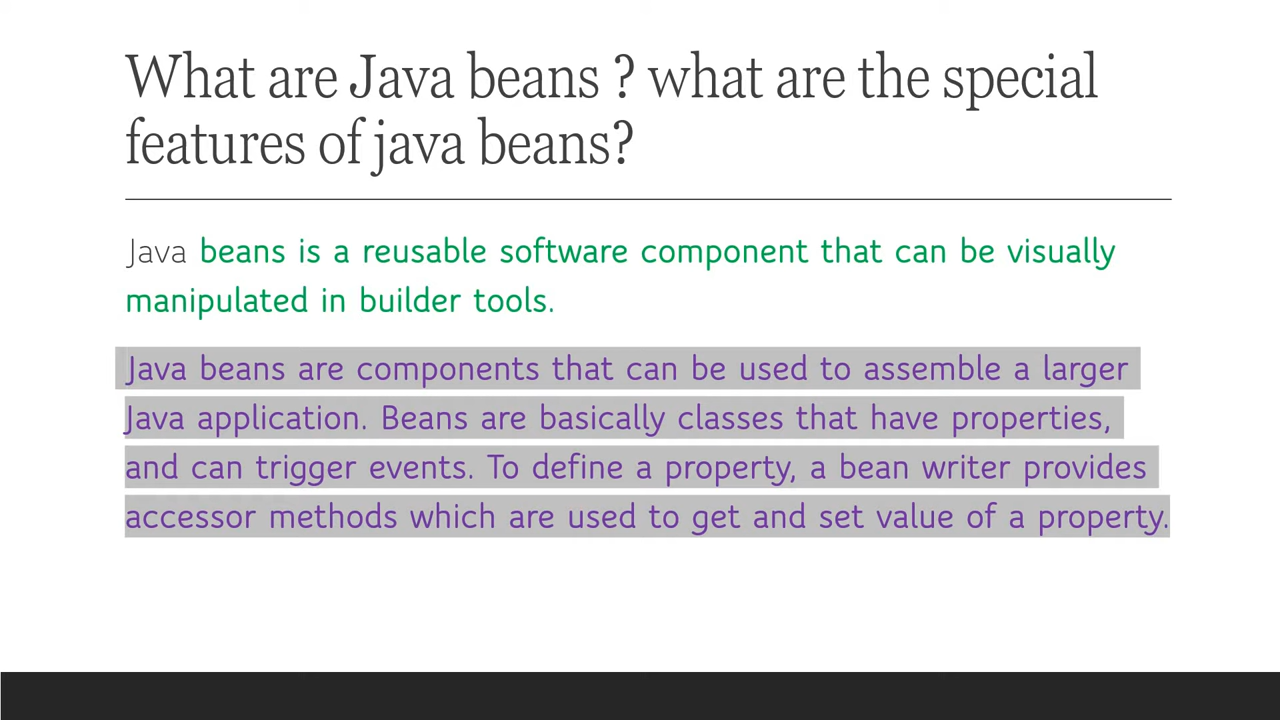 What are Java beans ? what are the special
features of java beans?
Java beans is a reusable software component that can be visually
manipulated in builder tools.
Java beans are components that can be used to assemble a larger
Java application. Beans are basically classes that have properties,
and can trigger events. To define a property, a bean writer provides
accessor methods which are used to get and set value of a property.